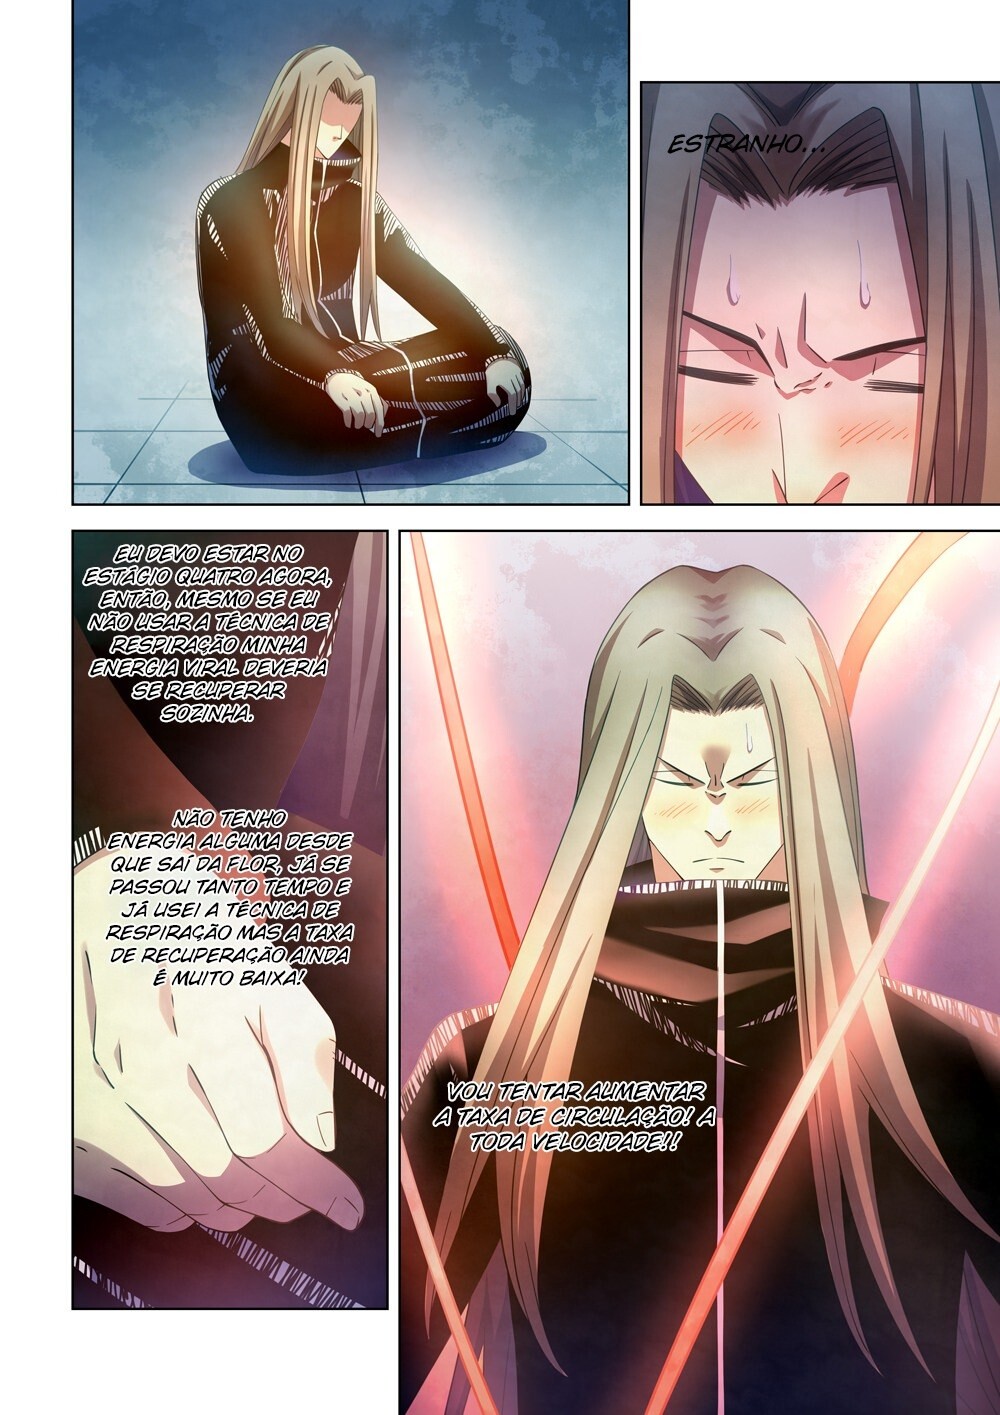 ESTRANHO...
EU DEVO ESTAR NO
ESTÁGIO QUATRO AGORA,
ENTÃO, MESMO SE EU
NÃO USAR A TÉCNICA DE
RESPIRAÇÃO MINHA
ENERGIA VIRAL DEVERIA
SE RECUPERAR
SOZINHA.
NÃO TENHO
ENERGIA ALGUMA DESDE
QUE SAÍ DA FLOR, JÁ SE
PASSOU TANTO TEMPO E
JÁ USEI A TÉCNICA DE
RESPIRAÇÃO MAS A TAXA
DE RECUPERAÇÃO AINDA
É MUITO BAIXA!
VOU TENTAR AUMENTAR
A TAXA DE CIRCULAÇÃO! A
TODA VELOCIDADE!!